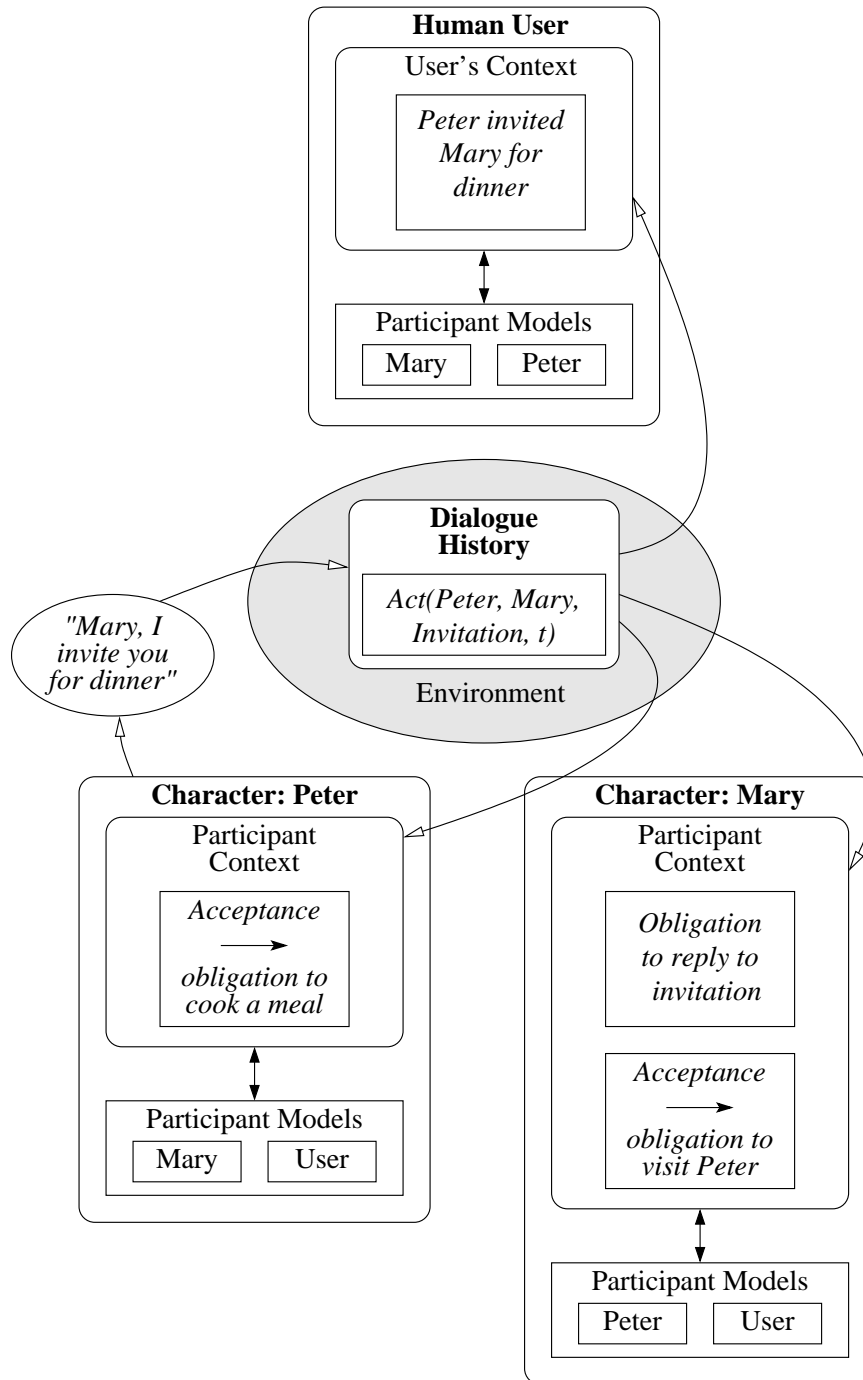 Human User
User's Context
Peter invited
Mary for
dinner
Participant Models
Mary
Peter
Dialogue
History
Act(Peter, Mary,
Invitation, t)
Environment
"Mary, I
invite you
for dinner"
Character: Peter
Participant
Context
Acceptance
obligation to
cook a meal
Participant Models
Mary
User
Character: Mary
Participant
Context
Obligation
to reply to
invitation
Acceptance
obligation to
visit Peter
Participant Models
Peter
User